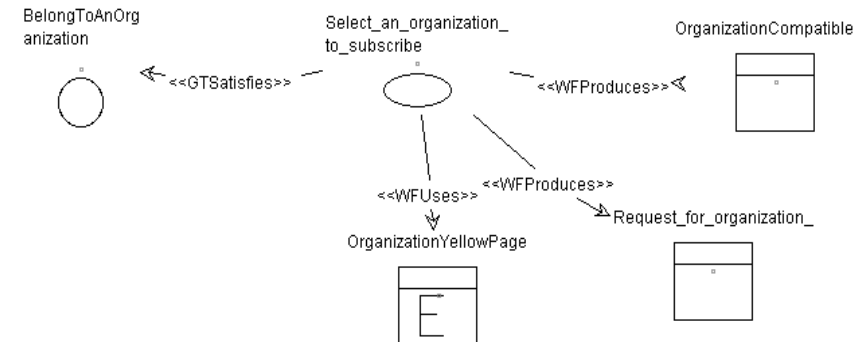 BelongToAnOrg
anization
Select_an_organization_
to_subscribe
OrganizationCompatible
<<GTSatisfies>>
<<WFProduces>>
<<WFUses>>
<<WFProduces>>
Request_for_organization_
OrganizationYellowPage
E